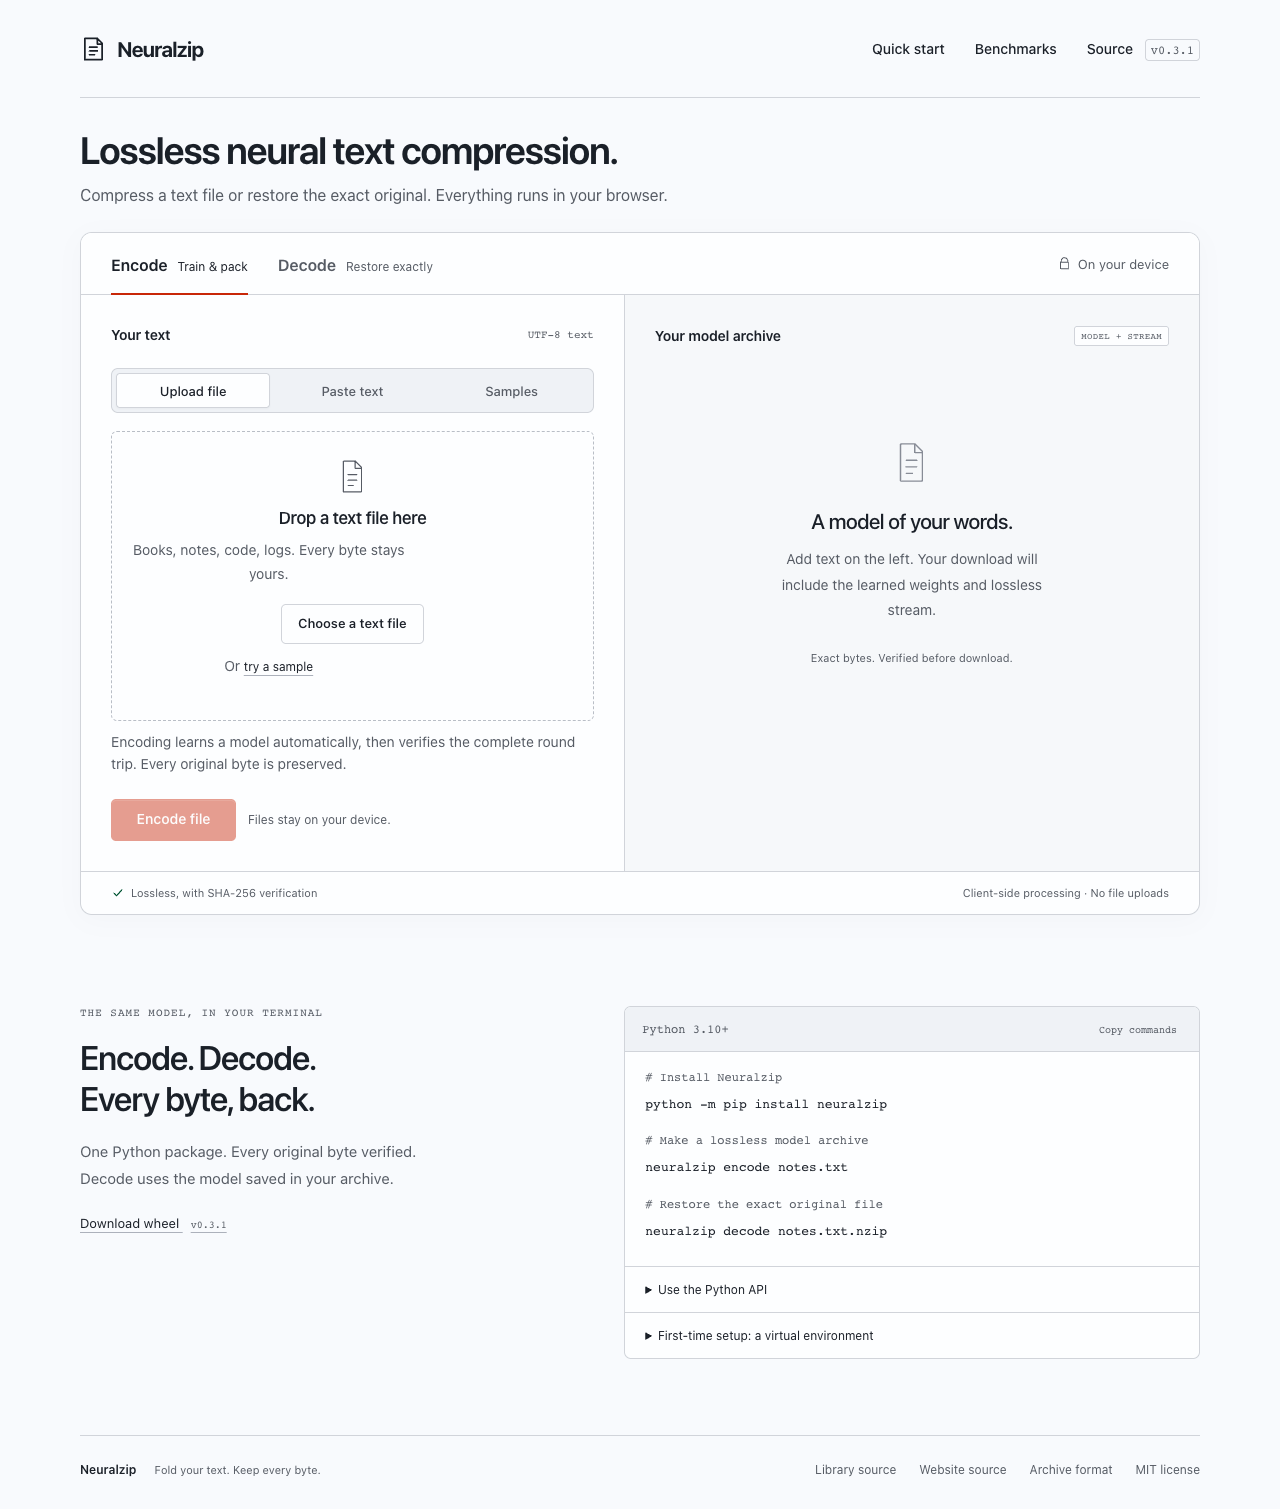 Neuralzip
Quick start Benchmarks Source v0.3.1
Lossless neural text compression.
Compress a text file or restore the exact original. Everything runs in your browser.
Encode Train & pack Decode Restore exactly On your device
Your text UTF-8 text
Upload file Paste text Samples
Drop a text file here
Books, notes, code, logs. Every byte stays
yours.
Choose a text file
Or try a sample
Encoding learns a model automatically, then verifies the complete round
trip. Every original byte is preserved.
Encode file Files stay on your device.
Your model archive MODEL + STREAM
A model of your words.
Add text on the left. Your download will
include the learned weights and lossless
stream.
Exact bytes. Verified before download.
Lossless, with SHA-256 verification Client-side processing · No file uploads
THE SAME MODEL, IN YOUR TERMINAL
Encode. Decode.
Every byte, back.
One Python package. Every original byte verified.
Decode uses the model saved in your archive.
Download wheel v0.3.1
Python 3.10+ Copy commands
# Install Neuralzip
python -m pip install neuralzip
# Make a lossless model archive
neuralzip encode notes.txt
# Restore the exact original file
neuralzip decode notes.txt.nzip
▶ Use the Python API
▶ First-time setup: a virtual environment
Neuralzip Fold your text. Keep every byte.
Library source Website source Archive format MIT license